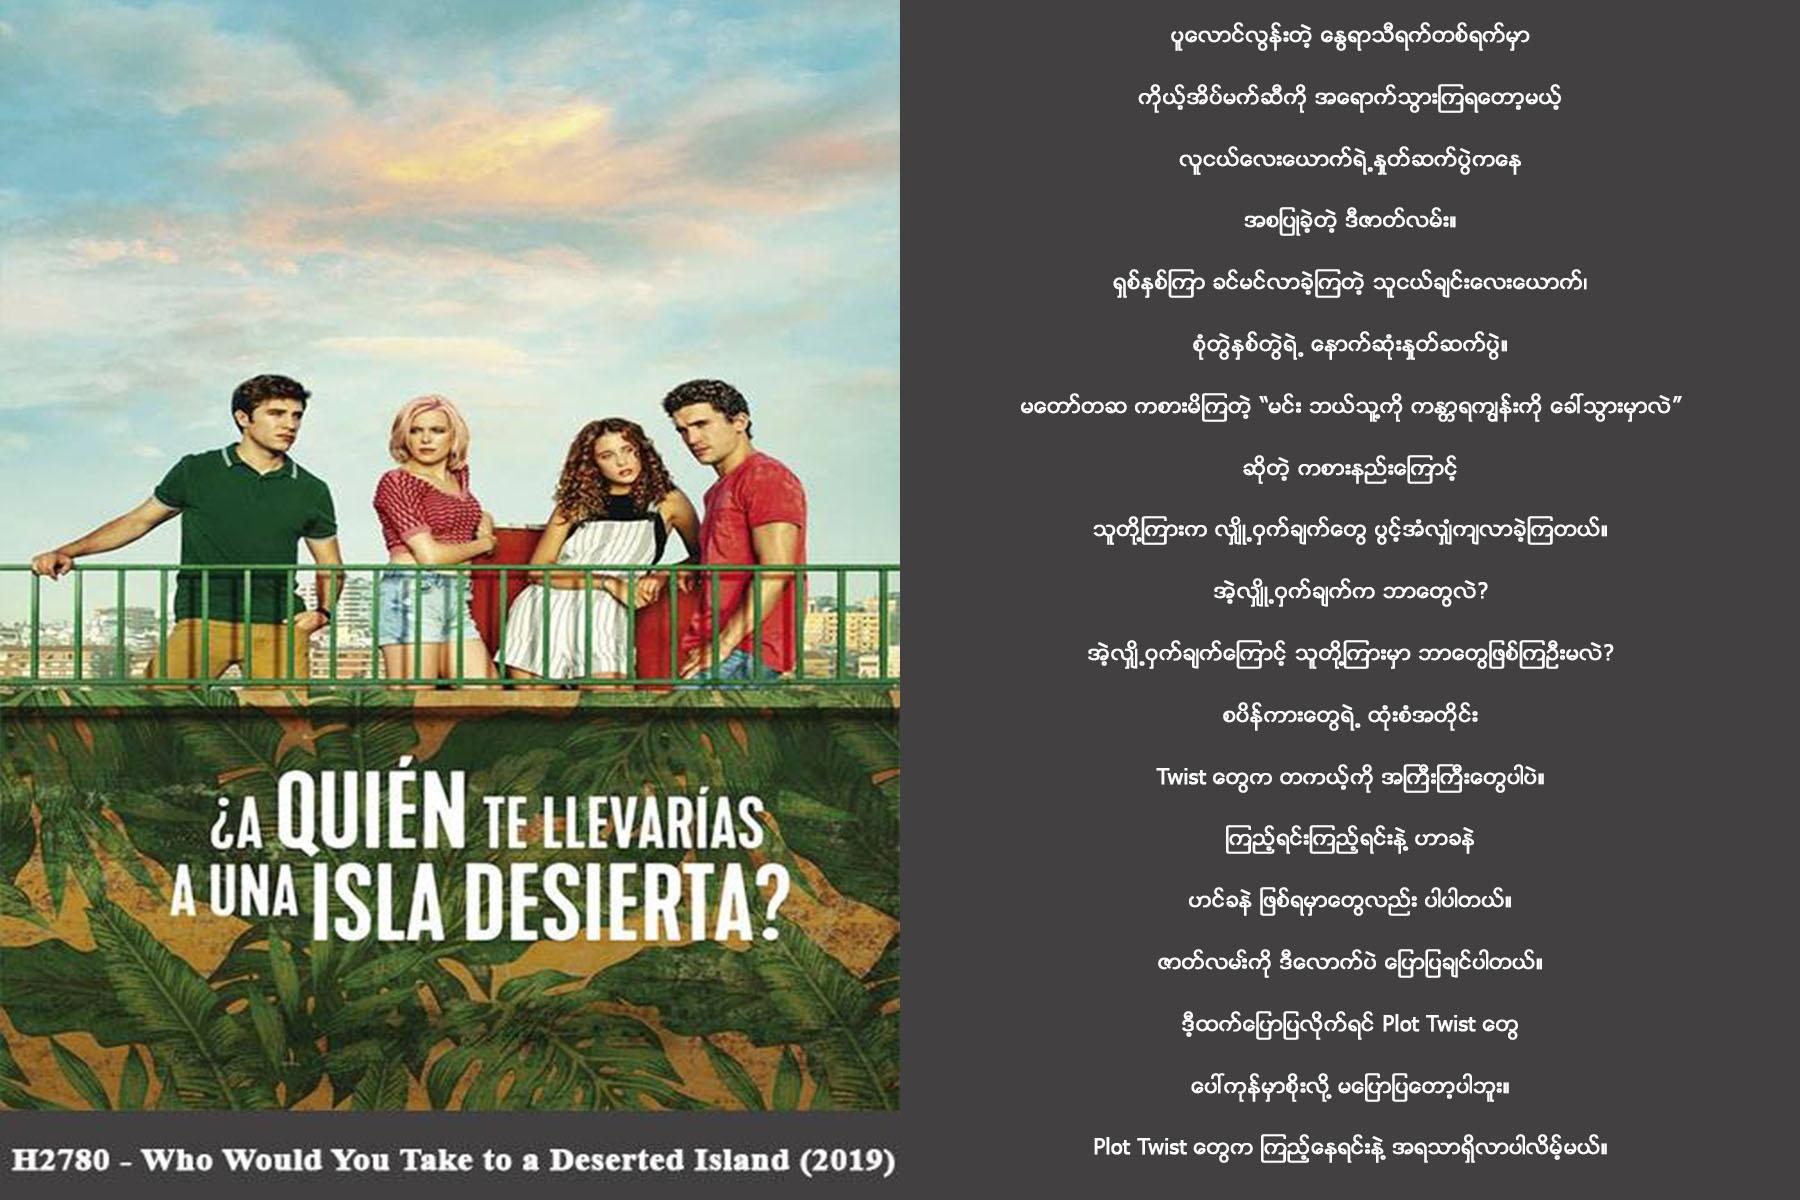 ¿A QUIÉN TE LLEVARÍAS
A UNA ISLA DESIERTA?
H2780 - Who Would You Take to a Deserted Island (2019)
ပူလောင်လွန်းတဲ့ နွေရာသီရက်တစ်ရက်မှာ
ကိုယ့်အိပ်မက်ဆီကို အရောက်သွားကြရတော့မယ့်
လူငယ်လေးယောက်ရဲ့နှုတ်ဆက်ပွဲကနေ
အစပြုခဲ့တဲ့ ဒီဇာတ်လမ်း။
ရှစ်နှစ်ကြာ ခင်မင်လာခဲ့ကြတဲ့ သူငယ်ချင်းလေးယောက်၊
စုံတွဲနှစ်တွဲရဲ့ နောက်ဆုံးနှုတ်ဆက်ပွဲ။
မတော်တဆ ကစားမိကြတဲ့ “မင်း ဘယ်သူ့ကို ကန္တာရကျွန်းကို ခေါ်သွားမှာလဲ”
ဆိုတဲ့ ကစားနည်းကြောင့်
သူတို့ကြားက လျှို့ဝှက်ချက်တွေ ပွင့်အံလျှံကျလာခဲ့ကြတယ်။
အဲ့လျှို့ဝှက်ချက်က ဘာတွေလဲ?
အဲ့လျှို့ဝှက်ချက်ကြောင့် သူတို့ကြားမှာ ဘာတွေဖြစ်ကြဦးမလဲ?
စပိန်ကားတွေရဲ့ ထုံးစံအတိုင်း
Twist တွေက တကယ့်ကို အကြီးကြီးတွေပါပဲ။
ကြည့်ရင်းကြည့်ရင်းနဲ့ ဟာခနဲ
ဟင်ခနဲ ဖြစ်ရမှာတွေလည်း ပါပါတယ်။
ဇာတ်လမ်းကို ဒီလောက်ပဲ ပြောပြချင်ပါတယ်။
ဒီ့ထက်ပြောပြလိုက်ရင် Plot Twist တွေ
ပေါ်ကုန်မှာစိုးလို့ မပြောပြတော့ပါဘူး။
Plot Twist တွေက ကြည့်နေရင်းနဲ့ အရသာရှိလာပါလိမ့်မယ်။